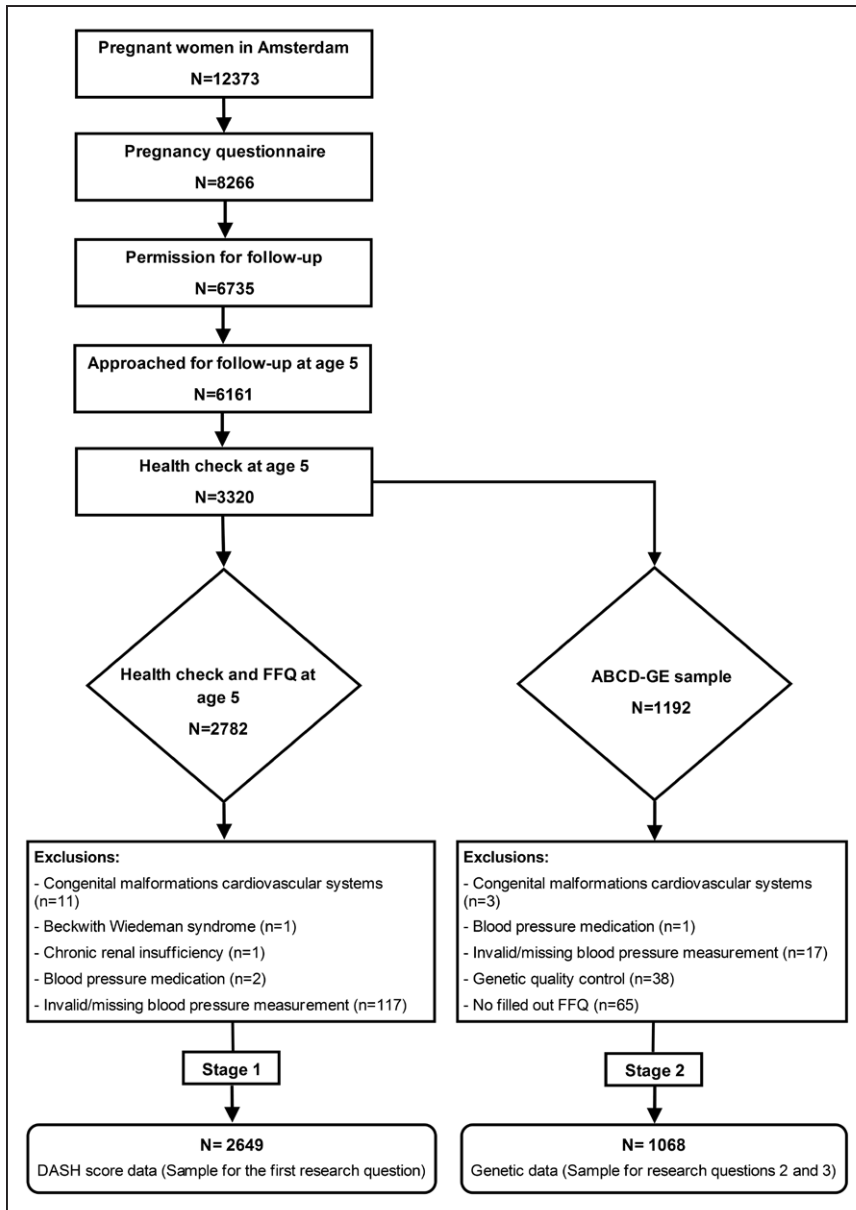 Pregnant women in Amsterdam
N=12373
Pregnancy questionnaire
N=8266
Permission for follow-up
N=6735
Approached for follow-up at age 5
N=6161
Health check at age 5
N=3320
Health check and FFQ at
age 5
N=2782
ABCD-GE sample
N=1192
Exclusions:
- Congenital malformations cardiovascular systems
(n=11)
- Beckwith Wiedeman syndrome (n=1)
- Chronic renal insufficiency (n=1)
- Blood pressure medication (n=2)
- Invalid/missing blood pressure measurement (n=117)
Exclusions:
- Congenital malformations cardiovascular systems
(n=3)
- Blood pressure medication (n=1)
- Invalid/missing blood pressure measurement (n=17)
- Genetic quality control (n=38)
- No filled out FFQ (n=65)
Stage 1
Stage 2
N= 2649
DASH score data (Sample for the first research question)
N= 1068
Genetic data (Sample for research questions 2 and 3)